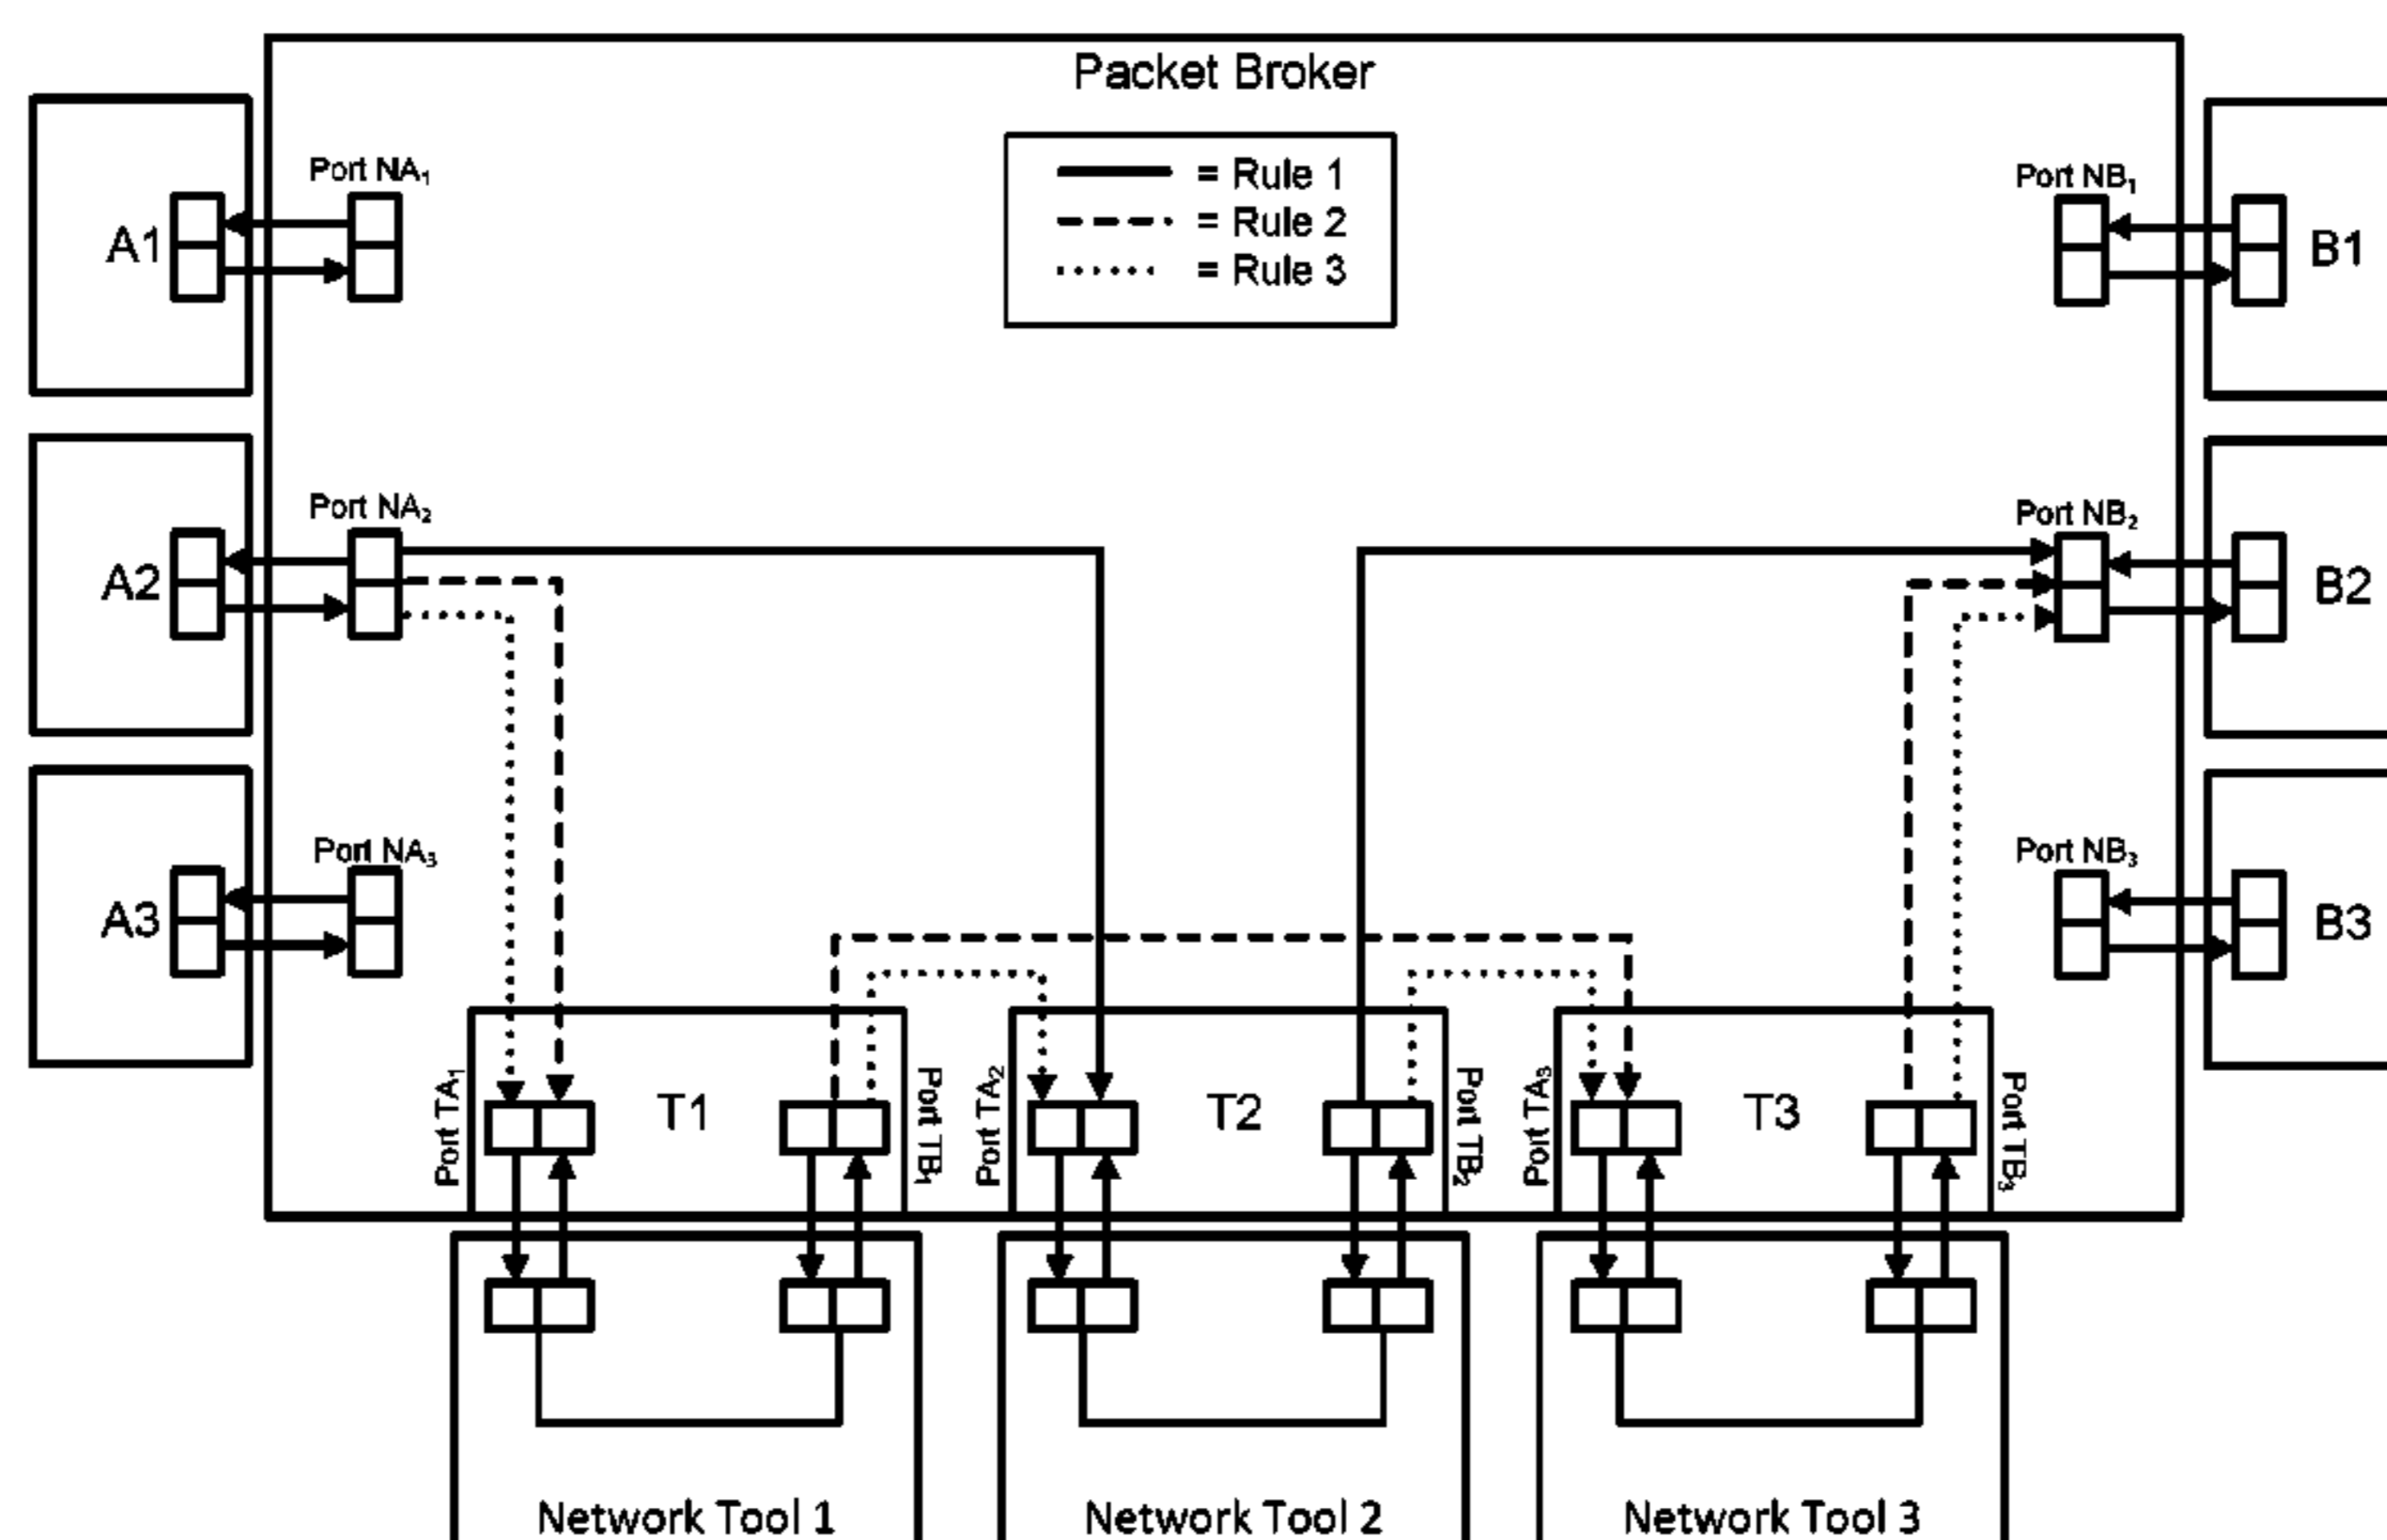 Packet Broker
= Rule 1
= Rule 2
= Rule 3
Port NA₁
A1
Port NB₁
B1
Port NA₂
A2
Port NB₂
B2
Port NA₃
A3
Port NB₃
B3
Port TA₁
T1
Port TB₁
Port TA₂
T2
Port TB₂
Port TA₃
T3
Port TB₃
Network Tool 1
Network Tool 2
Network Tool 3